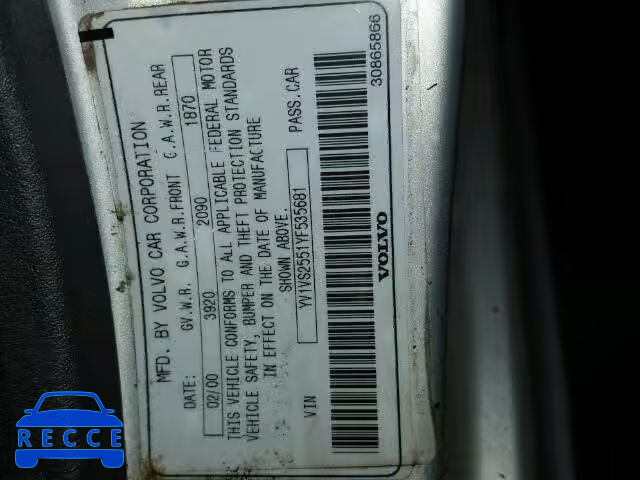 MFD. BY VOLVO CAR CORPORATION
DATE: GV.W.R. G.A.W.R.FRONT G.A.W.R.REAR
02/00 3920 2090 1870
THIS VEHICLE CONFORMS TO ALL APPLICABLE FEDERAL MOTOR
VEHICLE SAFETY, BUMPER AND THEFT PROTECTION STANDARDS
IN EFFECT ON THE DATE OF MANUFACTURE
SHOWN ABOVE.
VIN YV1VS2551YF535681 PASS.CAR
VOLVO 30865866
RECCE